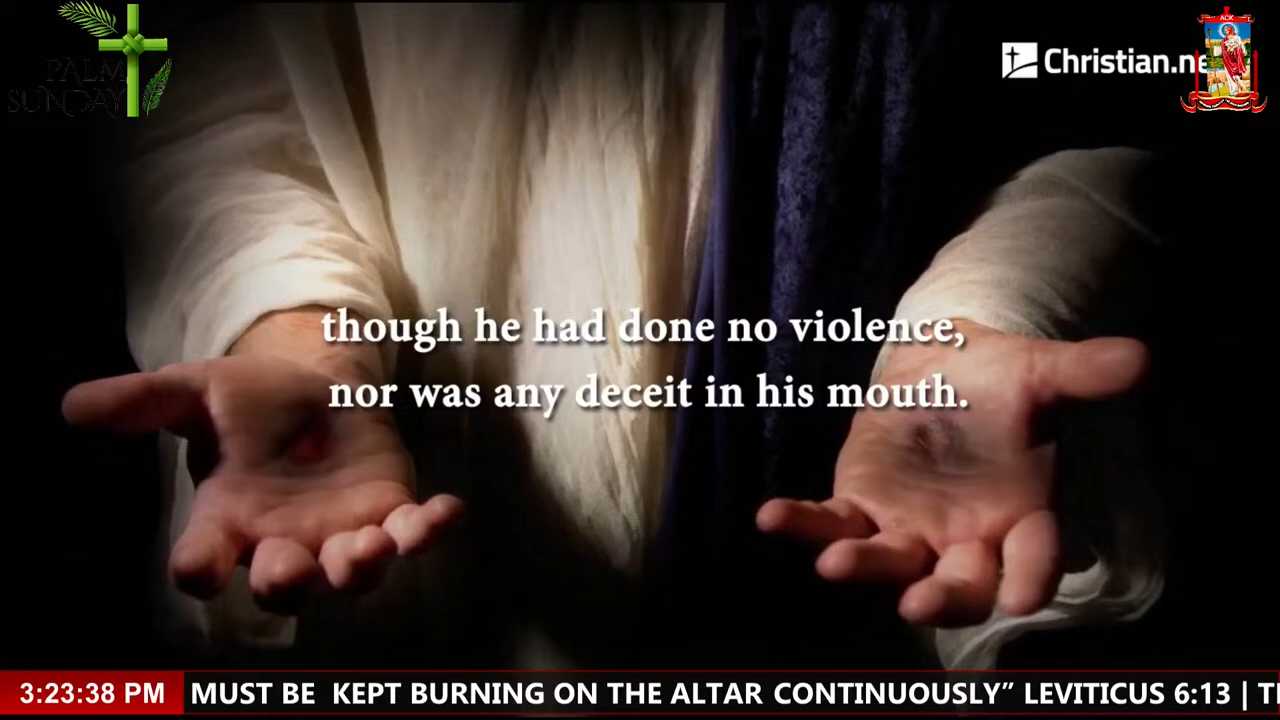 PALM
SUNDAY
Christian.ne
ACK
though he had done no violence,
nor was any deceit in his mouth.
3:23:38 PM
MUST BE KEPT BURNING ON THE ALTAR CONTINUOUSLY” LEVITICUS 6:13 | T